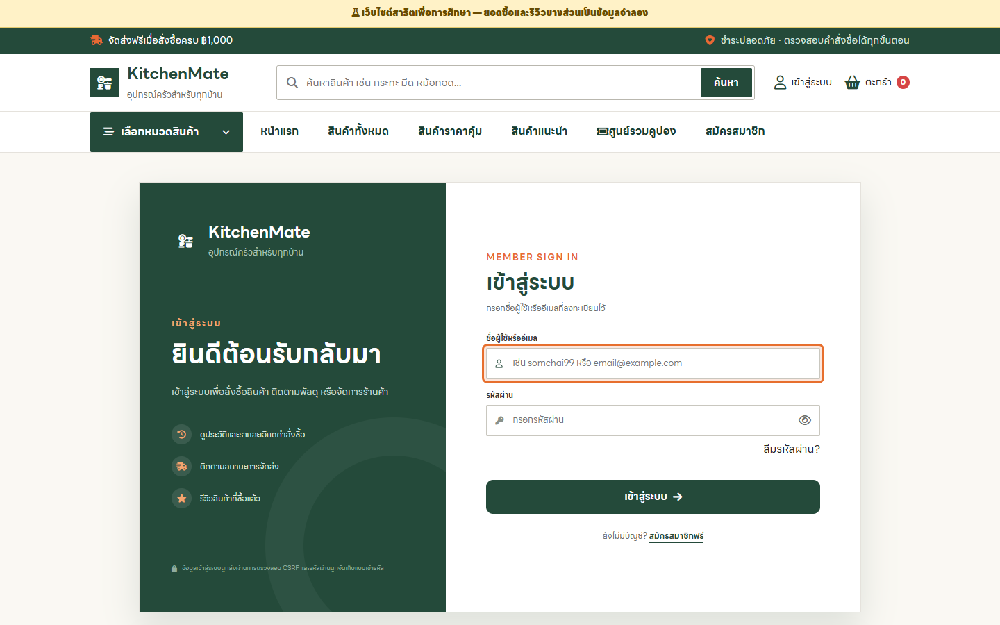 เว็บไซต์สาธิตเพื่อการศึกษา — ยอดซื้อและรีวิวบางส่วนเป็นข้อมูลจำลอง
จัดส่งฟรีเมื่อสั่งซื้อครบ ฿1,000
ชำระปลอดภัย · ตรวจสอบคำสั่งซื้อได้ทุกขั้นตอน
KitchenMate
อุปกรณ์ครัวสำหรับทุกบ้าน
ค้นหาสินค้า เช่น กระทะ มีด หม้อทอด...
ค้นหา
เข้าสู่ระบบ
ตะกร้า 0
เลือกหมวดสินค้า
หน้าแรก
สินค้าทั้งหมด
สินค้าราคาคุ้ม
สินค้าแนะนำ
ศูนย์รวมคูปอง
สมัครสมาชิก
KitchenMate
อุปกรณ์ครัวสำหรับทุกบ้าน
เข้าสู่ระบบ
ยินดีต้อนรับกลับมา
เข้าสู่ระบบเพื่อสั่งซื้อสินค้า ติดตามพัสดุ หรือจัดการร้านค้า
ดูประวัติและรายละเอียดคำสั่งซื้อ
ติดตามสถานะการจัดส่ง
รีวิวสินค้าที่ซื้อแล้ว
ข้อมูลเข้าสู่ระบบถูกส่งผ่านการตรวจสอบ CSRF และรหัสผ่านถูกจัดเก็บแบบเข้ารหัส
MEMBER SIGN IN
เข้าสู่ระบบ
กรอกชื่อผู้ใช้หรืออีเมลที่ลงทะเบียนไว้
ชื่อผู้ใช้หรืออีเมล
เช่น somchai99 หรือ email@example.com
รหัสผ่าน
กรอกรหัสผ่าน
ลืมรหัสผ่าน?
เข้าสู่ระบบ
ยังไม่มีบัญชี? สมัครสมาชิกฟรี